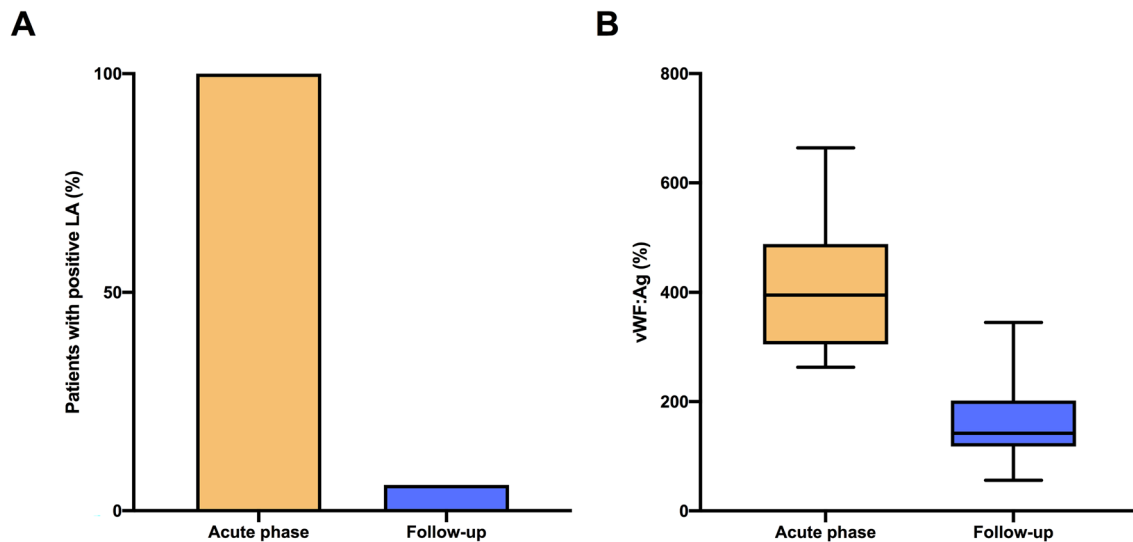 A
Patients with positive LA (%)
100
50
0
Acute phase
Follow-up
B
vWF:Ag (%)
800
600
400
200
0
Acute phase
Follow-up